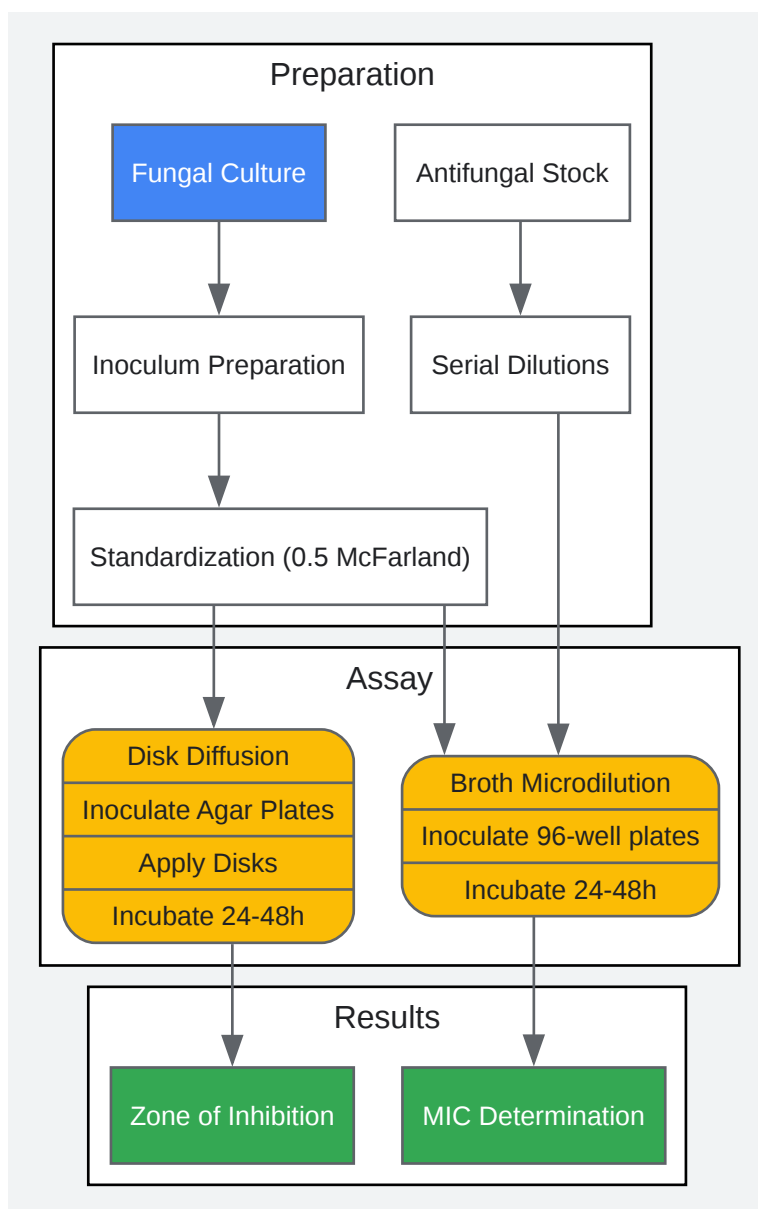 Preparation
Fungal Culture
Antifungal Stock
Inoculum Preparation
Serial Dilutions
Standardization (0.5 McFarland)
Assay
Disk Diffusion
Inoculate Agar Plates
Apply Disks
Incubate 24-48h
Broth Microdilution
Inoculate 96-well plates
Incubate 24-48h
Results
Zone of Inhibition
MIC Determination